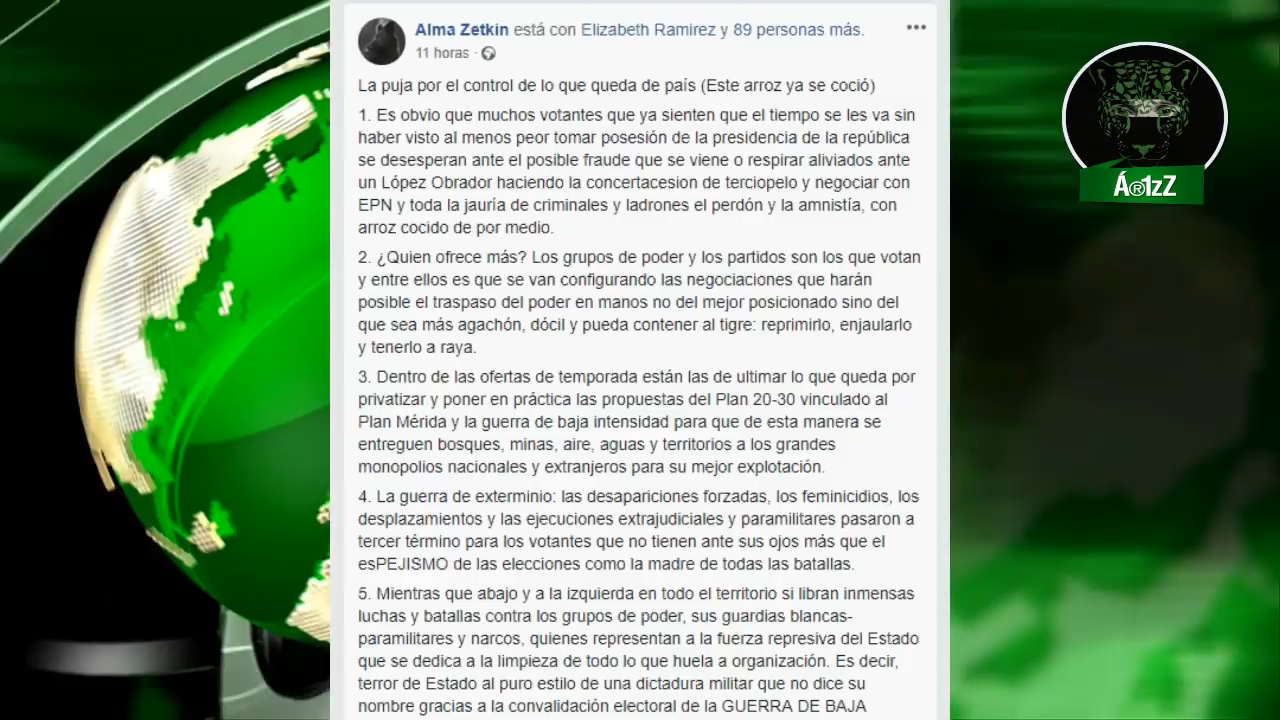 Alma Zetkin está con Elizabeth Ramirez y 89 personas más.
11 horas ·
La puja por el control de lo que queda de país (Este arroz ya se coció)
1. Es obvio que muchos votantes que ya sienten que el tiempo se les va sin
haber visto al menos peor tomar posesión de la presidencia de la república
se desesperan ante el posible fraude que se viene o respirar aliviados ante
un López Obrador haciendo la concertacesion de terciopelo y negociar con
EPN y toda la jauría de criminales y ladrones el perdón y la amnistía, con
arroz cocido de por medio.
2. ¿Quien ofrece más? Los grupos de poder y los partidos son los que votan
y entre ellos es que se van configurando las negociaciones que harán
posible el traspaso del poder en manos no del mejor posicionado sino del
que sea más agachón, dócil y pueda contener al tigre: reprimirlo, enjaularlo
y tenerlo a raya.
3. Dentro de las ofertas de temporada están las de ultimar lo que queda por
privatizar y poner en práctica las propuestas del Plan 20-30 vinculado al
Plan Mérida y la guerra de baja intensidad para que de esta manera se
entreguen bosques, minas, aire, aguas y territorios a los grandes
monopolios nacionales y extranjeros para su mejor explotación.
4. La guerra de exterminio: las desapariciones forzadas, los feminicidios, los
desplazamientos y las ejecuciones extrajudiciales y paramilitares pasaron a
tercer término para los votantes que no tienen ante sus ojos más que el
esPEJISMO de las elecciones como la madre de todas las batallas.
5. Mientras que abajo y a la izquierda en todo el territorio si libran inmensas
luchas y batallas contra los grupos de poder, sus guardias blancas-
paramilitares y narcos, quienes representan a la fuerza represiva del Estado
que se dedica a la limpieza de todo lo que huela a organización. Es decir,
terror de Estado al puro estilo de una dictadura militar que no dice su
nombre gracias a la convalidación electoral de la GUERRA DE BAJA
Á®1zZ